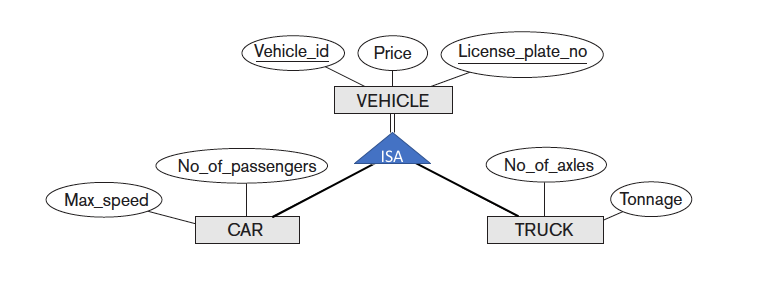 Vehicle_id
Price
License_plate_no
VEHICLE
ISA
No_of_passengers
No_of_axles
Max_speed
Tonnage
CAR
TRUCK